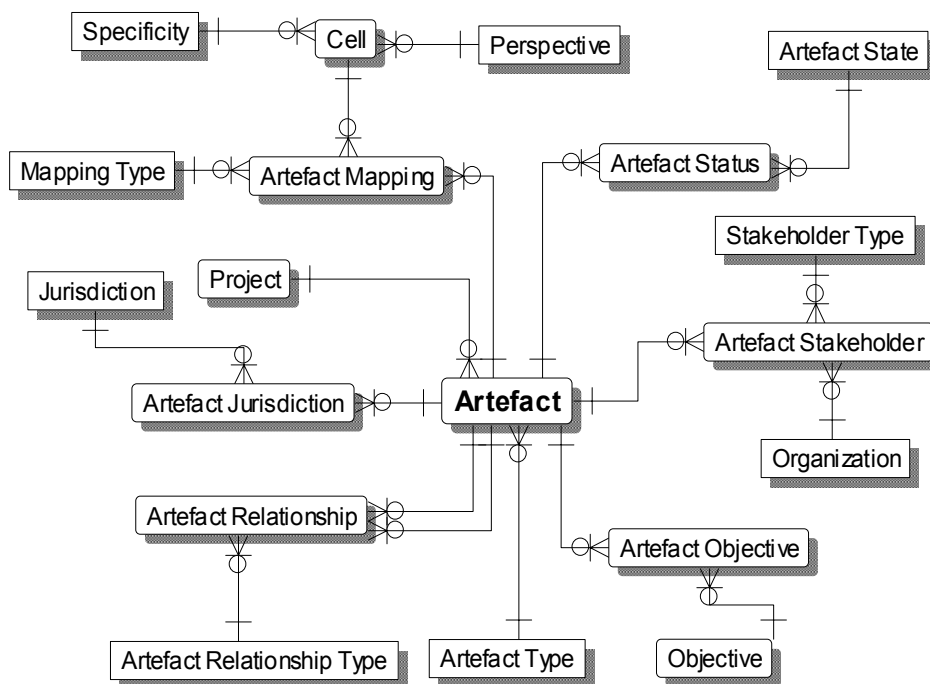 Specificity
Cell
Perspective
Artefact State
Mapping Type
Artefact Mapping
Artefact Status
Stakeholder Type
Project
Jurisdiction
Artefact Stakeholder
Artefact Jurisdiction
Artefact
Organization
Artefact Relationship
Artefact Objective
Artefact Relationship Type
Artefact Type
Objective